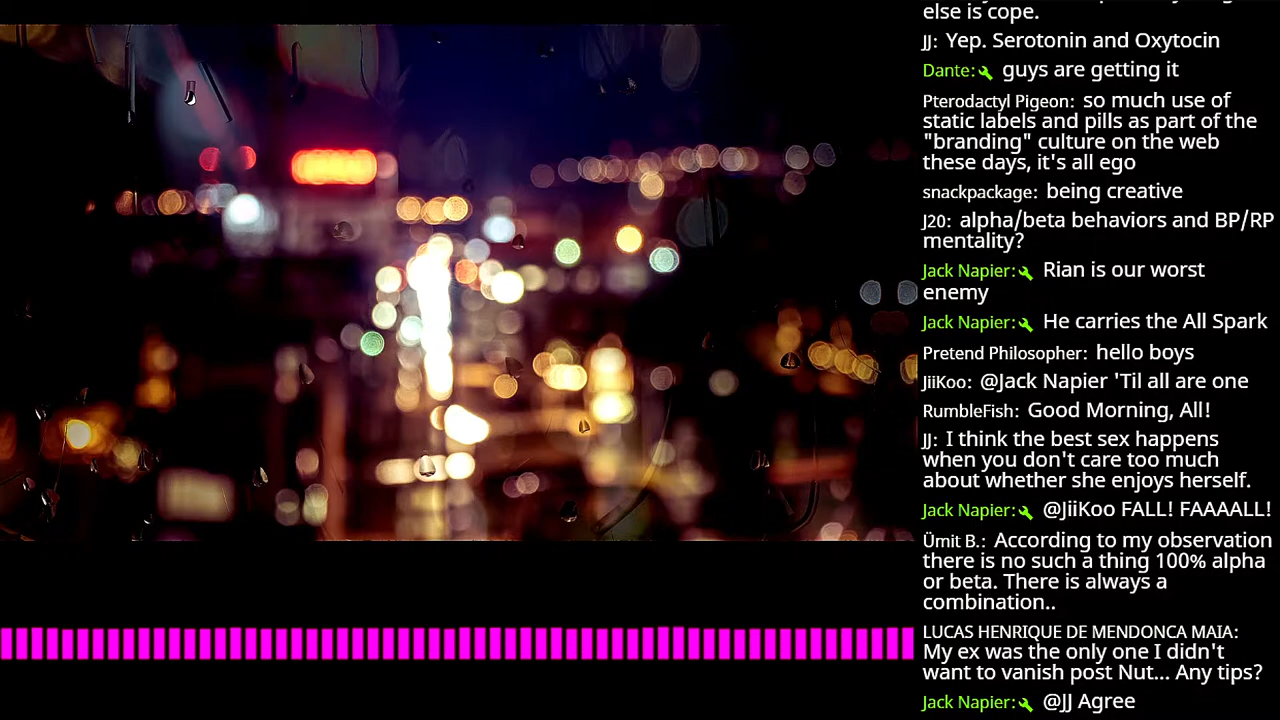 else is cope.
JJ: Yep. Serotonin and Oxytocin
Dante: guys are getting it
Pterodactyl Pigeon: so much use of
static labels and pills as part of the
"branding" culture on the web
these days, it's all ego
snackpackage: being creative
J20: alpha/beta behaviors and BP/RP
mentality?
Jack Napier: Rian is our worst
enemy
Jack Napier: He carries the All Spark
Pretend Philosopher: hello boys
JiiKoo: @Jack Napier 'Til all are one
RumbleFish: Good Morning, All!
JJ: I think the best sex happens
when you don't care too much
about whether she enjoys herself.
Jack Napier: @JiiKoo FALL! FAAAALL!
Ümit B.: According to my observation
there is no such a thing 100% alpha
or beta. There is always a
combination..
LUCAS HENRIQUE DE MENDONCA MAIA:
My ex was the only one I didn't
want to vanish post Nut... Any tips?
Jack Napier: @JJ Agree